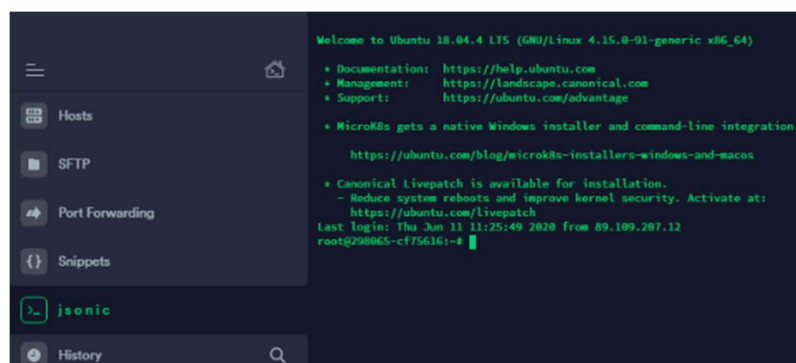 Hosts
SFTP
Port Forwarding
Snippets
jsonic
History
Welcome to Ubuntu 18.04.4 LTS (GNU/Linux 4.15.0-91-generic x86_64)
* Documentation: https://help.ubuntu.com
* Management: https://landscape.canonical.com
* Support: https://ubuntu.com/advantage
* MicroK8s gets a native Windows installer and command-line integration.
https://ubuntu.com/blog/microk8s-installers-windows-and-macos
* Canonical Livepatch is available for installation.
- Reduce system reboots and improve kernel security. Activate at:
https://ubuntu.com/livepatch
Last login: Thu Jun 11 11:25:49 2020 from 89.109.207.12
root@298065-cf75616:~#